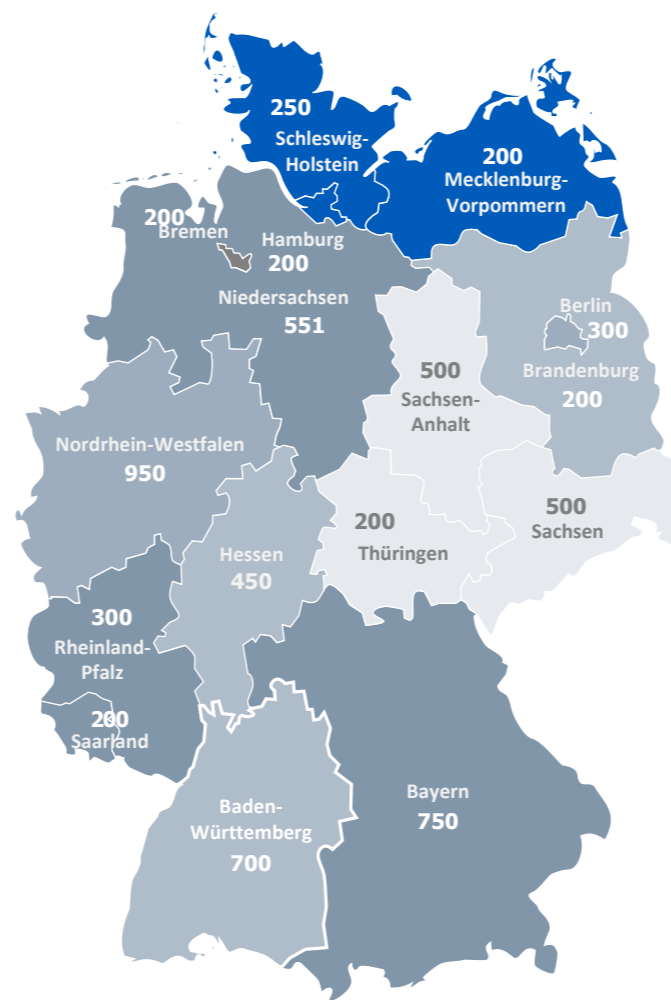 250
Schleswig-
Holstein
200
Mecklenburg-
Vorpommern
200
Bremen
Hamburg
200
Niedersachsen
551
Berlin
300
Brandenburg
200
500
Sachsen-
Anhalt
Nordrhein-Westfalen
950
500
Sachsen
200
Thüringen
Hessen
450
300
Rheinland-
Pfalz
200
Saarland
Bayern
750
Baden-
Württemberg
700